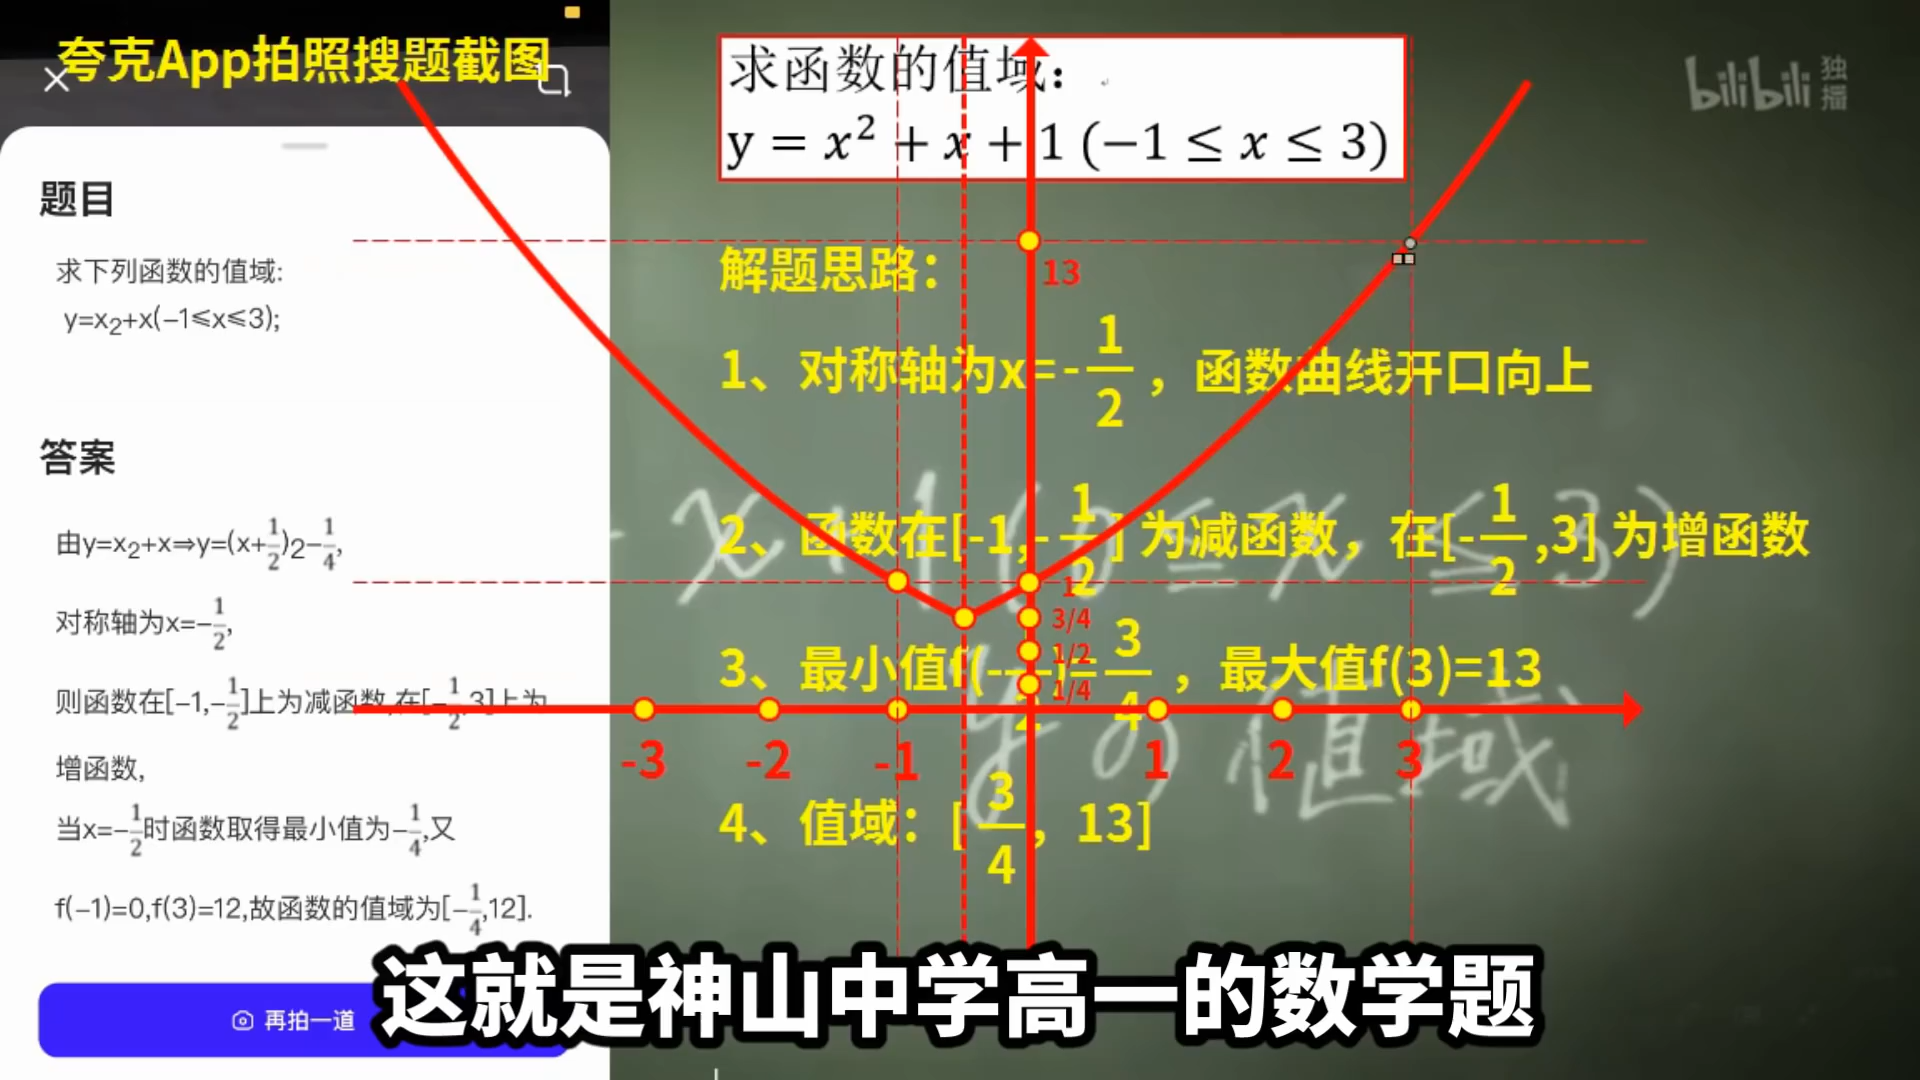 夸克App拍照搜题截图
题目
求下列函数的值域:
y=x₂+x(−1≤x≤3);
答案
由y=x₂+x⇒y=(x+1/2)2−1/4,
对称轴为x=−1/2,
则函数在[−1,−1/2]上为减函数,在[−1/2,3]上为
增函数,
当x=−1/2时函数取得最小值为−1/4,又
f(−1)=0,f(3)=12,故函数的值域为[−1/4,12].
再拍一道
求函数的值域：
y = x² + x + 1 (−1 ≤ x ≤ 3)
bilibili 独播
解题思路：
1、对称轴为x=-1/2，函数曲线开口向上
2、函数在[-1,-1/2] 为减函数，在[-1/2,3] 为增函数
3、最小值f(-1/2)=3/4，最大值f(3)=13
4、值域：[3/4，13]
13
1
3/4
1/2
1/4
-3 -2 -1 1 2 3
x+1(0≤x≤3)
yの値域
这就是神山中学高一的数学题